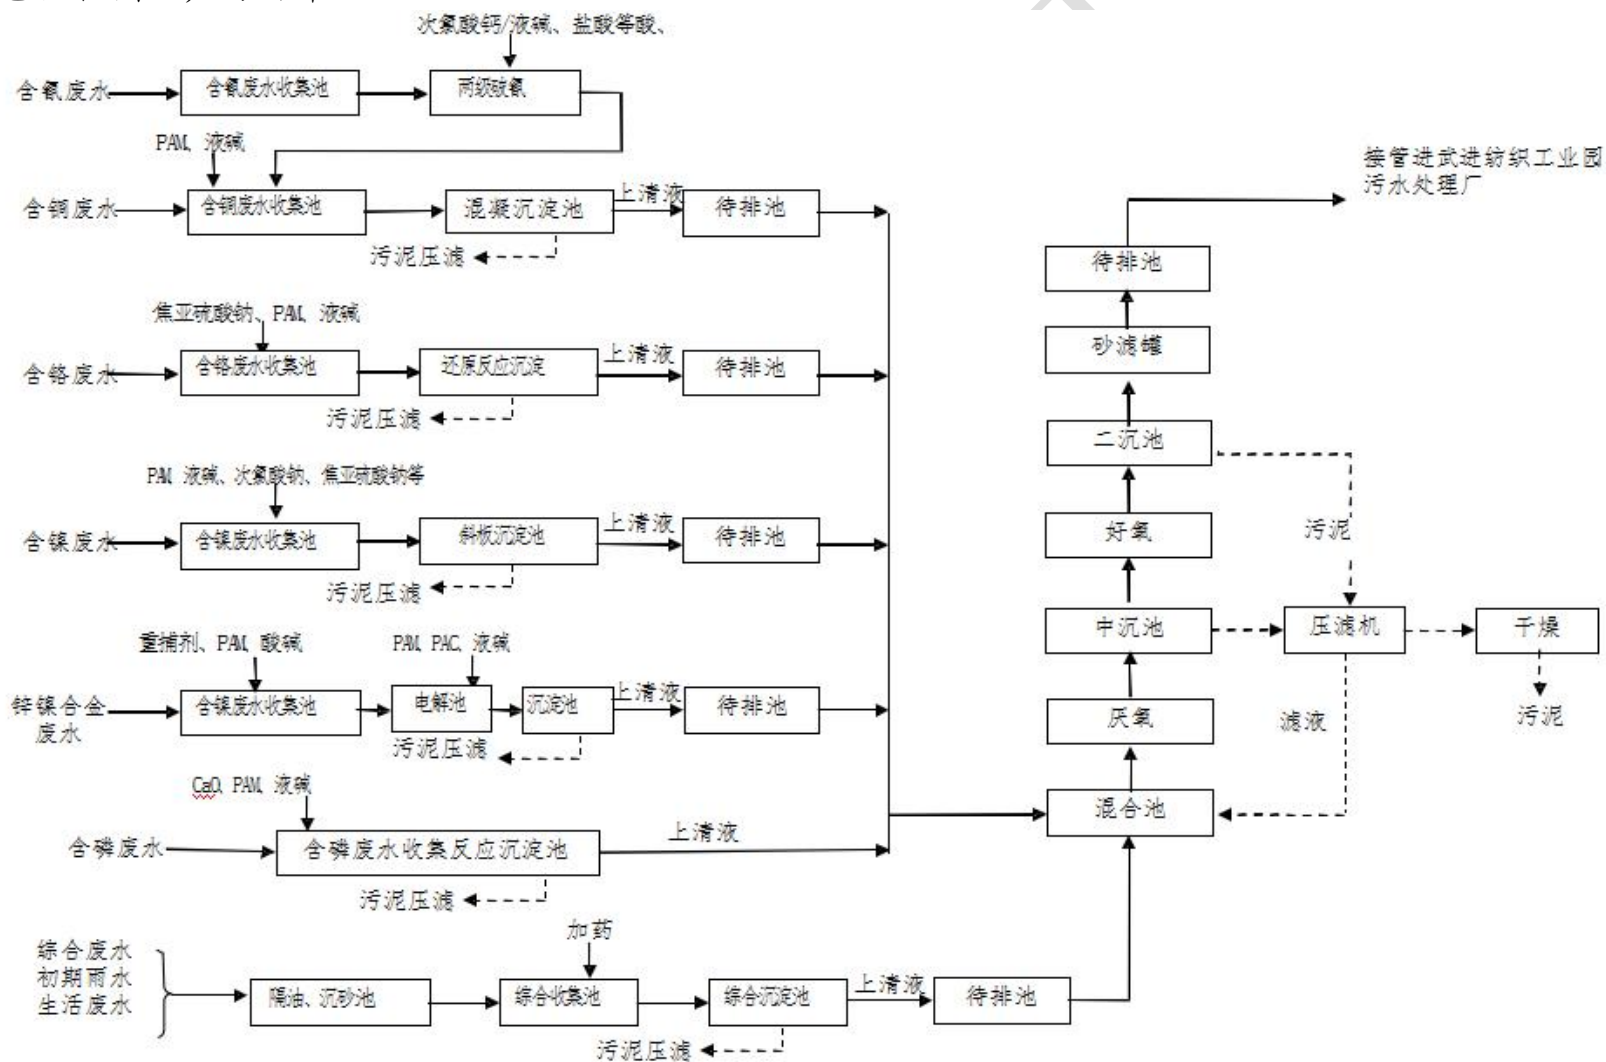 次氯酸钙/液碱、盐酸等酸、
含氰废水
含氰废水收集池
两级破氰
PAM、液碱
含铜废水
含铜废水收集池
混凝沉淀池
上清液
待排池
污泥压滤
焦亚硫酸钠、PAM、液碱
含铬废水
含铬废水收集池
还原反应沉淀
上清液
待排池
污泥压滤
PAM 液碱、次氯酸钠、焦亚硫酸钠等
含镍废水
含镍废水收集池
斜板沉淀池
上清液
待排池
污泥压滤
重捕剂、PAM、酸碱
PAM、PAC、液碱
锌镍合金
废水
含镍废水收集池
电解池
沉淀池
上清液
待排池
污泥压滤
CaO、PAM、液碱
含磷废水
含磷废水收集反应沉淀池
上清液
污泥压滤
加药
综合废水
初期雨水
生活废水
隔油、沉砂池
综合收集池
综合沉淀池
上清液
待排池
污泥压滤
接管进武进纺织工业园
污水处理厂
待排池
砂滤罐
二沉池
好氧
污泥
中沉池
压滤机
干燥
厌氧
滤液
污泥
混合池